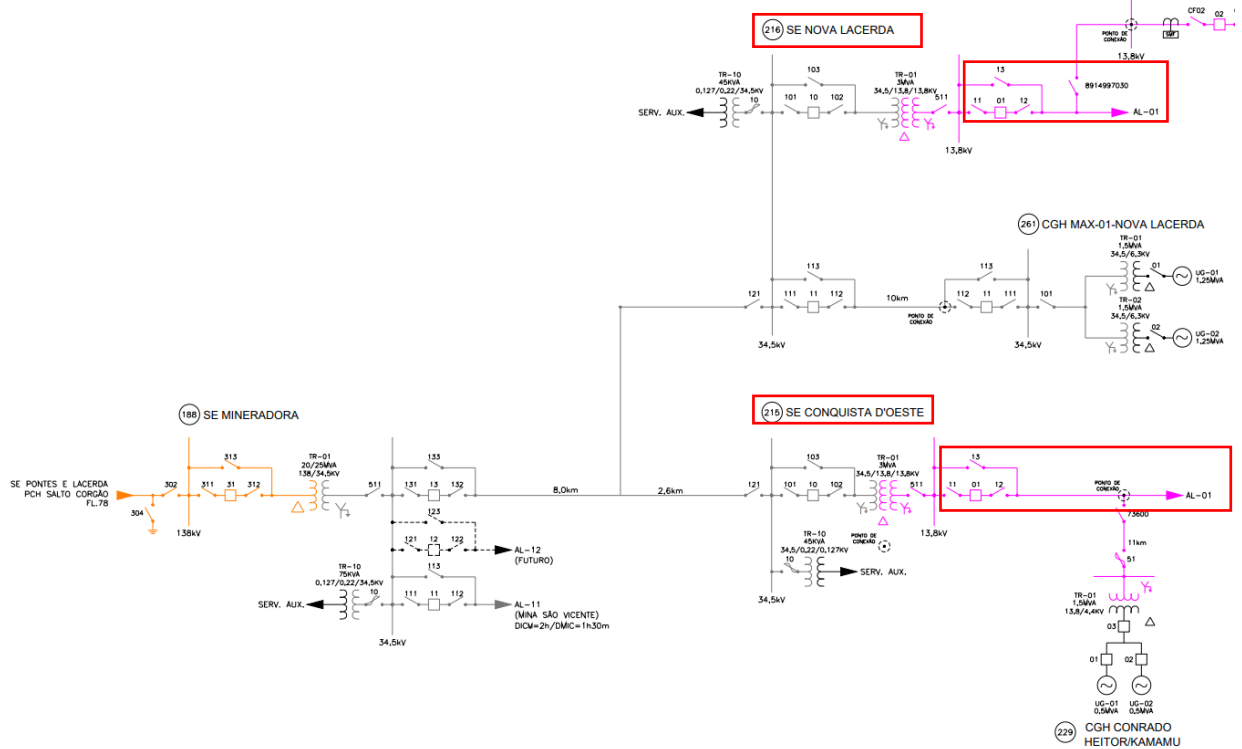 CF02
02
PONTO DE
CONEXÃO
SMF
13,8kV
216 SE NOVA LACERDA
TR-10
45KVA
0,127/0,22/34,5KV
10
SERV. AUX.
103
101
10
102
TR-01
3MVA
34,5/13,8/13,8KV
511
13
11
01
12
8914997030
AL-01
13,8kV
261 CGH MAX-01-NOVA LACERDA
TR-01
1,5MVA
34,5/6,3KV
01
UG-01
1,25MVA
TR-02
1,5MVA
34,5/6,3KV
02
UG-02
1,25MVA
121
113
111
11
112
10km
PONTO DE
CONEXÃO
113
112
11
111
101
34,5kV
34,5kV
188 SE MINERADORA
215 SE CONQUISTA D'OESTE
SE PONTES E LACERDA
PCH SALTO CORGÃO
FL.78
304
302
313
311
31
312
138kV
TR-01
20/25MVA
138/34,5KV
511
133
131
13
132
8,0km
2,6km
123
121
12
122
AL-12
(FUTURO)
TR-10
75KVA
0,127/0,22/34,5KV
10
SERV. AUX.
113
111
11
112
AL-11
(MINA SÃO VICENTE)
DICM=2h/DMIC=1h30m
34,5kV
121
103
101
10
102
TR-01
3MVA
34,5/13,8/13,8KV
511
13
11
01
12
PONTO DE
CONEXÃO
AL-01
13,8kV
TR-10
45KVA
34,5/0,22/0,127KV
10
PONTO DE
CONEXÃO
SERV. AUX.
34,5kV
73600
11km
51
TR-01
1,5MVA
13,8/4,4KV
03
01
02
UG-01
0,5MVA
UG-02
0,5MVA
229 CGH CONRADO
HEITOR/KAMAMU